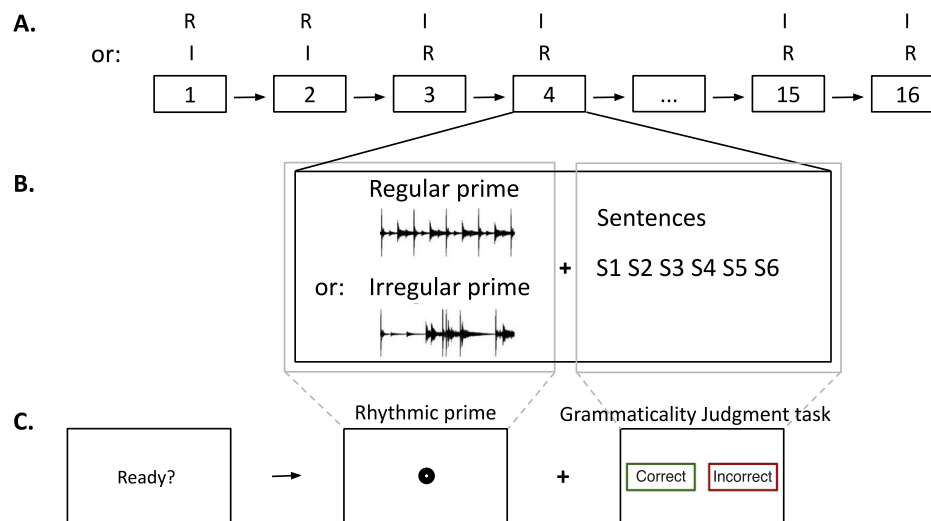 A.
R R I I I I
or: I I R R R R
1 2 3 4 ... 15 16
B.
Regular prime
or: Irregular prime
+
Sentences
S1 S2 S3 S4 S5 S6
C.
Rhythmic prime
Grammaticality Judgment task
Ready?
+
Correct Incorrect